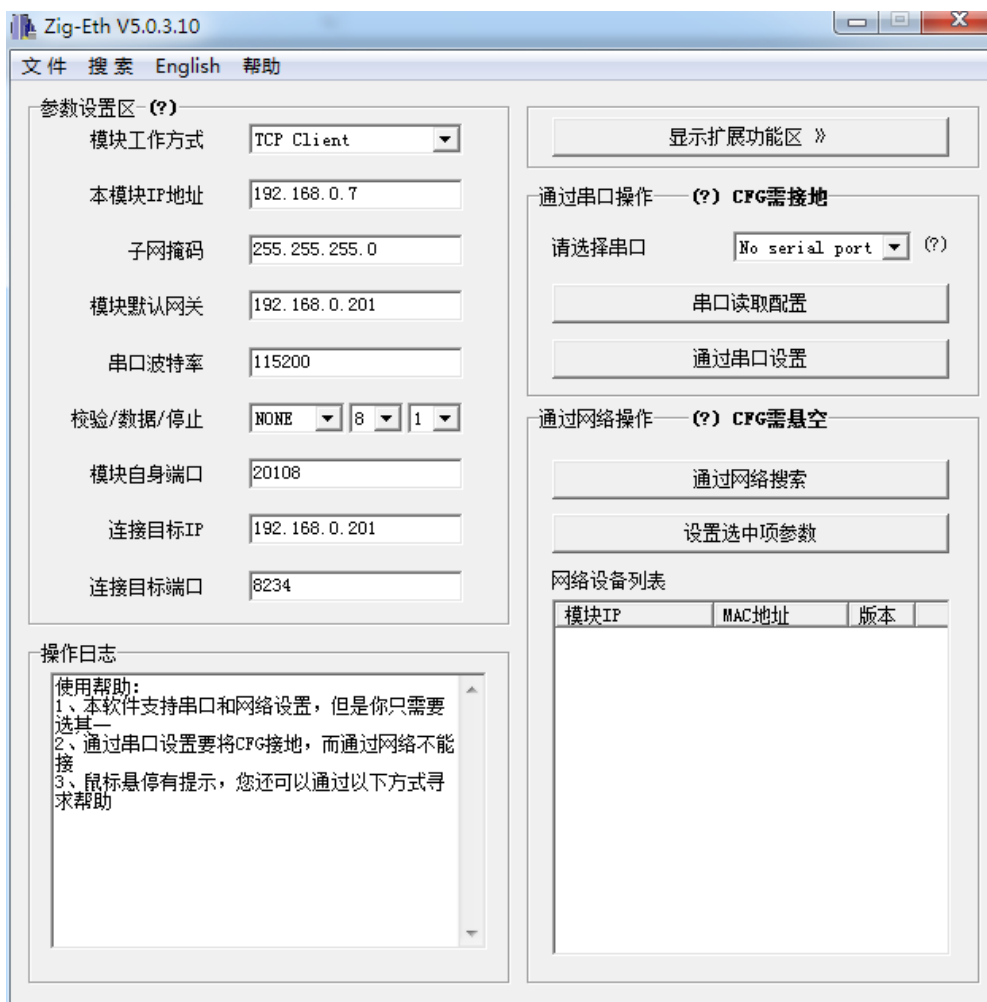 Zig-Eth V5.0.3.10
文件 搜索 English 帮助
参数设置区 (?)
模块工作方式 TCP Client
本模块IP地址 192.168.0.7
子网掩码 255.255.255.0
模块默认网关 192.168.0.201
串口波特率 115200
校验/数据/停止 NONE 8 1
模块自身端口 20108
连接目标IP 192.168.0.201
连接目标端口 8234
操作日志
使用帮助:
1、本软件支持串口和网络设置，但是你只需要
选其一
2、通过串口设置要将CFG接地，而通过网络不能
接
3、鼠标悬停有提示，您还可以通过以下方式寻
求帮助
显示扩展功能区 》
通过串口操作 (?) CFG需接地
请选择串口 No serial port (?)
串口读取配置
通过串口设置
通过网络操作 (?) CFG需悬空
通过网络搜索
设置选中项参数
网络设备列表
模块IP MAC地址 版本